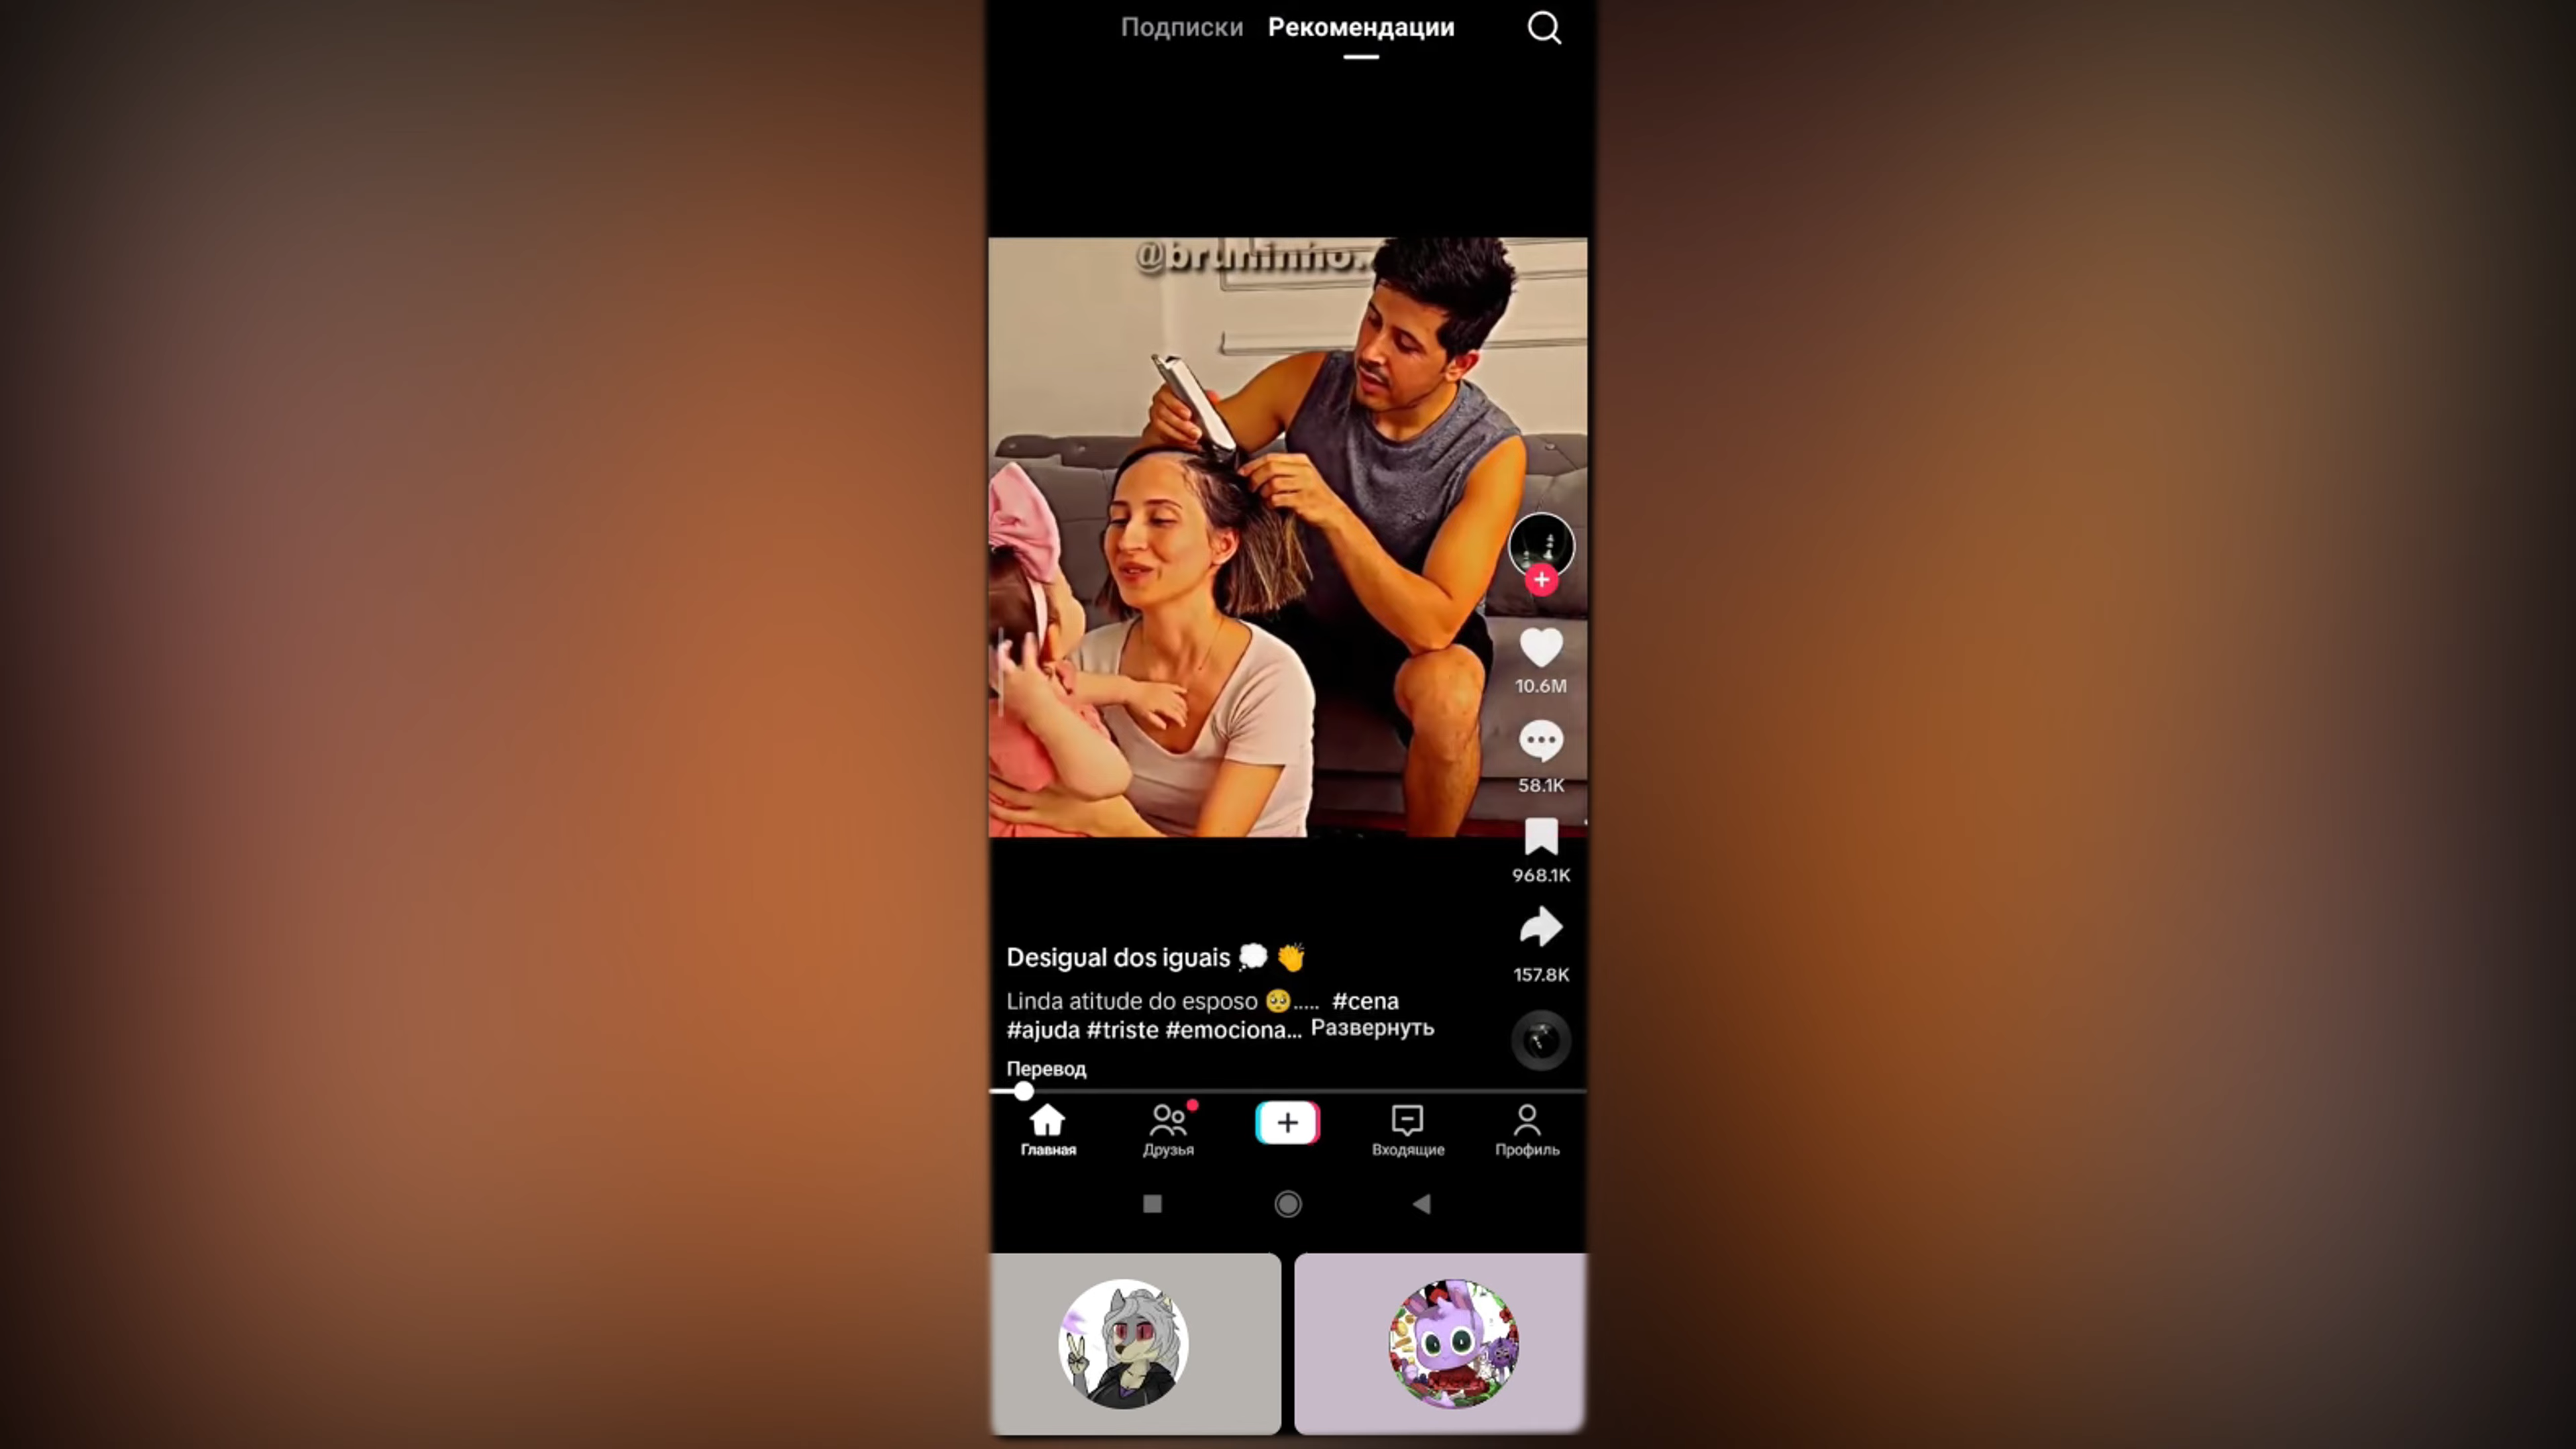 Подписки Рекомендации
@bruninho.
10.6M
58.1K
968.1K
157.8K
Desigual dos iguais 💭 👏
Linda atitude do esposo 🥺..... #cena
#ajuda #triste #emociona... Развернуть
Перевод
Главная Друзья Входящие Профиль